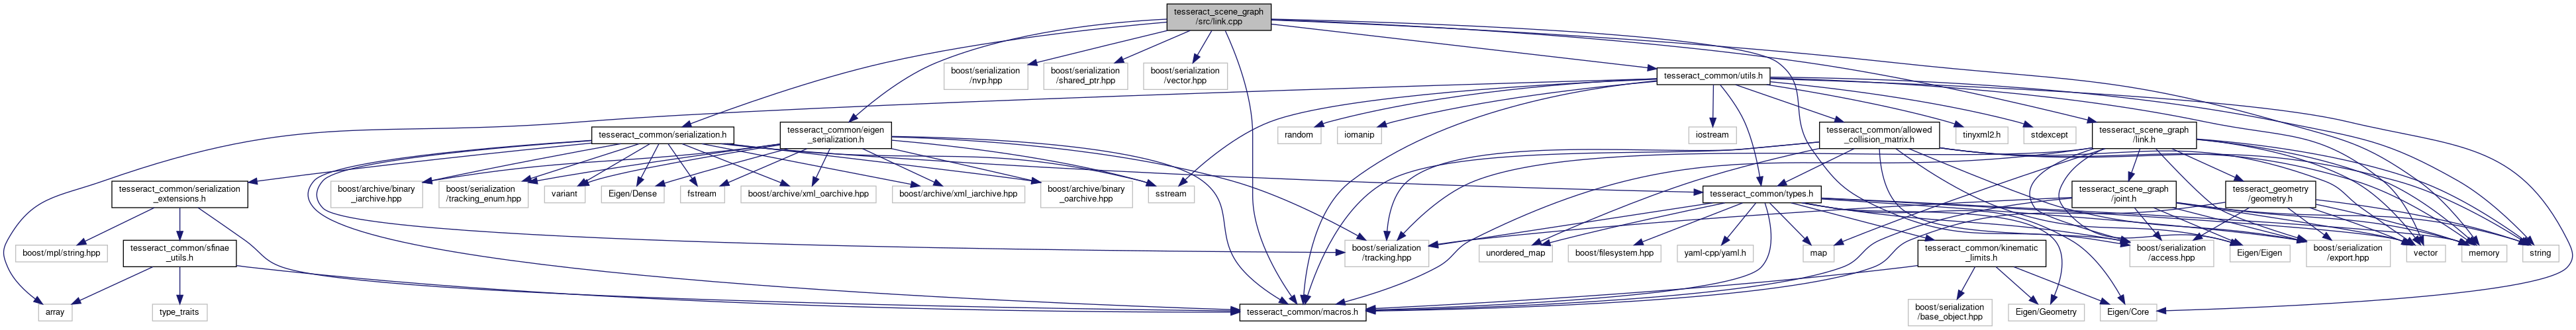 tesseract_scene_graph
/src/link.cpp
boost/serialization
/nvp.hpp
boost/serialization
/shared_ptr.hpp
boost/serialization
/vector.hpp
tesseract_common/utils.h
tesseract_common/serialization.h
tesseract_common/eigen
_serialization.h
random
iomanip
iostream
tesseract_common/allowed
_collision_matrix.h
tinyxml2.h
stdexcept
tesseract_scene_graph
/link.h
tesseract_common/serialization
_extensions.h
boost/archive/binary
_iarchive.hpp
boost/serialization
/tracking_enum.hpp
variant
Eigen/Dense
fstream
boost/archive/xml_oarchive.hpp
boost/archive/xml_iarchive.hpp
boost/archive/binary
_oarchive.hpp
sstream
tesseract_common/types.h
tesseract_scene_graph
/joint.h
tesseract_geometry
/geometry.h
boost/mpl/string.hpp
tesseract_common/sfinae
_utils.h
boost/serialization
/tracking.hpp
unordered_map
boost/filesystem.hpp
yaml-cpp/yaml.h
map
tesseract_common/kinematic
_limits.h
boost/serialization
/access.hpp
Eigen/Eigen
boost/serialization
/export.hpp
vector
memory
string
array
type_traits
tesseract_common/macros.h
boost/serialization
/base_object.hpp
Eigen/Geometry
Eigen/Core